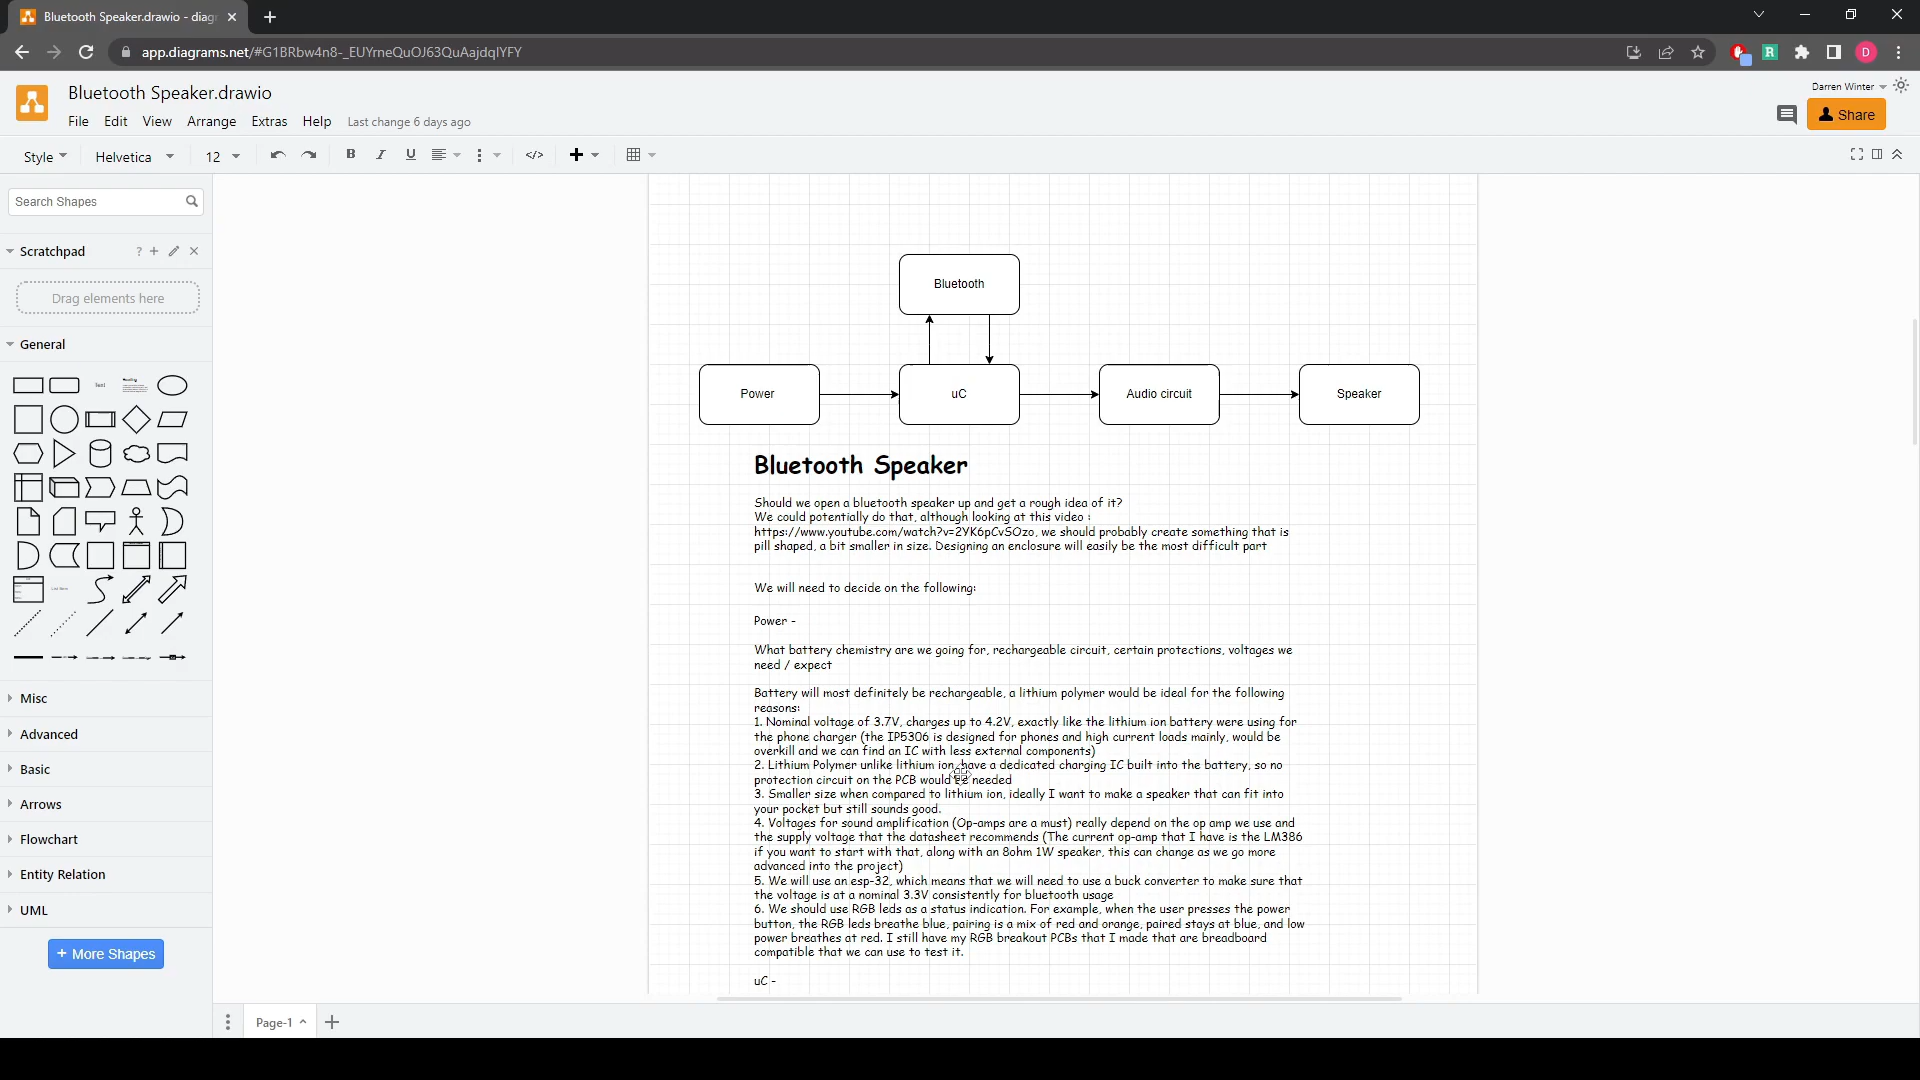 Bluetooth Speaker.drawio - diag
app.diagrams.net/#G1BRbw4n8-_EUYrneQuOJ63QuAajdqlYFY
D
Bluetooth Speaker.drawio
Darren Winter
File Edit View Arrange Extras Help Last change 6 days ago
Share
Style Helvetica 12 B I U </>
Search Shapes
Scratchpad ?
Drag elements here
General
Text
Misc
Advanced
Basic
Arrows
Flowchart
Entity Relation
UML
+ More Shapes
Bluetooth
Power
uC
Audio circuit
Speaker
Bluetooth Speaker
Should we open a bluetooth speaker up and get a rough idea of it?
We could potentially do that, although looking at this video :
https://www.youtube.com/watch?v=2YK6pCvSOzo, we should probably create something that is
pill shaped, a bit smaller in size. Designing an enclosure will easily be the most difficult part
We will need to decide on the following:
Power -
What battery chemistry are we going for, rechargeable circuit, certain protections, voltages we
need / expect
Battery will most definitely be rechargeable, a lithium polymer would be ideal for the following
reasons:
1. Nominal voltage of 3.7V, charges up to 4.2V, exactly like the lithium ion battery were using for
the phone charger (the IP5306 is designed for phones and high current loads mainly, would be
overkill and we can find an IC with less external components)
2. Lithium Polymer unlike lithium ion have a dedicated charging IC built into the battery, so no
protection circuit on the PCB would be needed
3. Smaller size when compared to lithium ion, ideally I want to make a speaker that can fit into
your pocket but still sounds good.
4. Voltages for sound amplification (Op-amps are a must) really depend on the op amp we use and
the supply voltage that the datasheet recommends (The current op-amp that I have is the LM386
if you want to start with that, along with an 8ohm 1W speaker, this can change as we go more
advanced into the project)
5. We will use an esp-32, which means that we will need to use a buck converter to make sure that
the voltage is at a nominal 3.3V consistently for bluetooth usage
6. We should use RGB leds as a status indication. For example, when the user presses the power
button, the RGB leds breathe blue, pairing is a mix of red and orange, paired stays at blue, and low
power breathes at red. I still have my RGB breakout PCBs that I made that are breadboard
compatible that we can use to test it.
uC -
Page-1